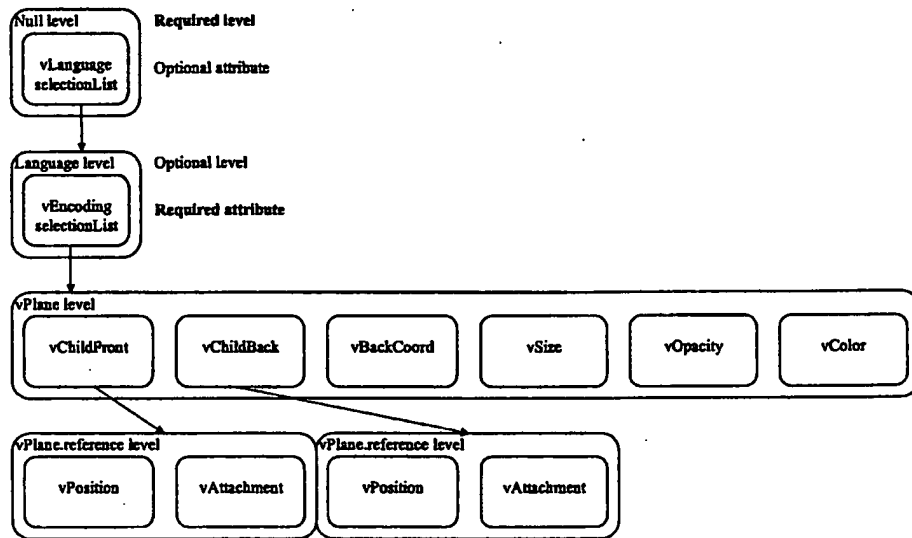 Null level
Required level
vLanguage
selectionList
Optional attribute
Language level
Optional level
vEncoding
selectionList
Required attribute
vPlane level
vChildFront
vChildBack
vBackCoord
vSize
vOpacity
vColor
vPlane.reference level
vPlane.reference level
vPosition
vAttachment
vPosition
vAttachment